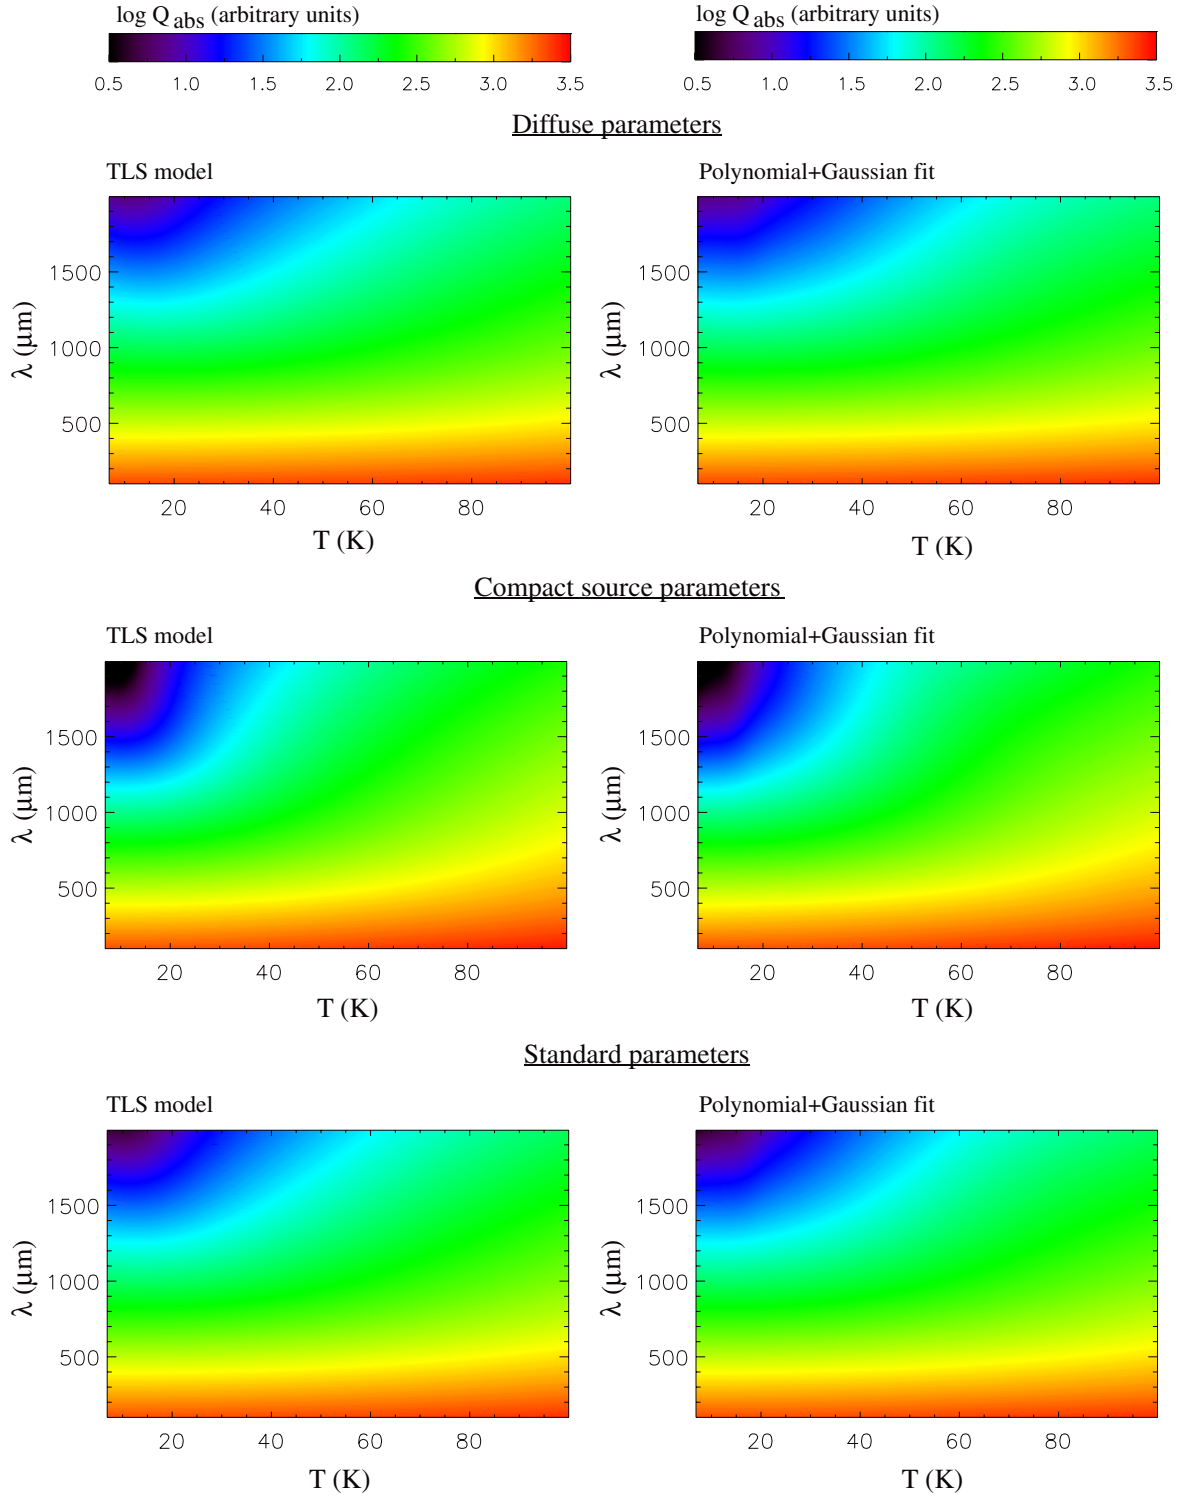 log Q abs (arbitrary units) log Q abs (arbitrary units)
0.5 1.0 1.5 2.0 2.5 3.0 3.5 0.5 1.0 1.5 2.0 2.5 3.0 3.5
Diffuse parameters
TLS model Polynomial+Gaussian fit
1500 1500
1000 1000
λ (μm) λ (μm)
500 500
20 40 60 80 20 40 60 80
T (K) T (K)
Compact source parameters
TLS model Polynomial+Gaussian fit
1500 1500
1000 1000
λ (μm) λ (μm)
500 500
20 40 60 80 20 40 60 80
T (K) T (K)
Standard parameters
TLS model Polynomial+Gaussian fit
1500 1500
1000 1000
λ (μm) λ (μm)
500 500
20 40 60 80 20 40 60 80
T (K) T (K)